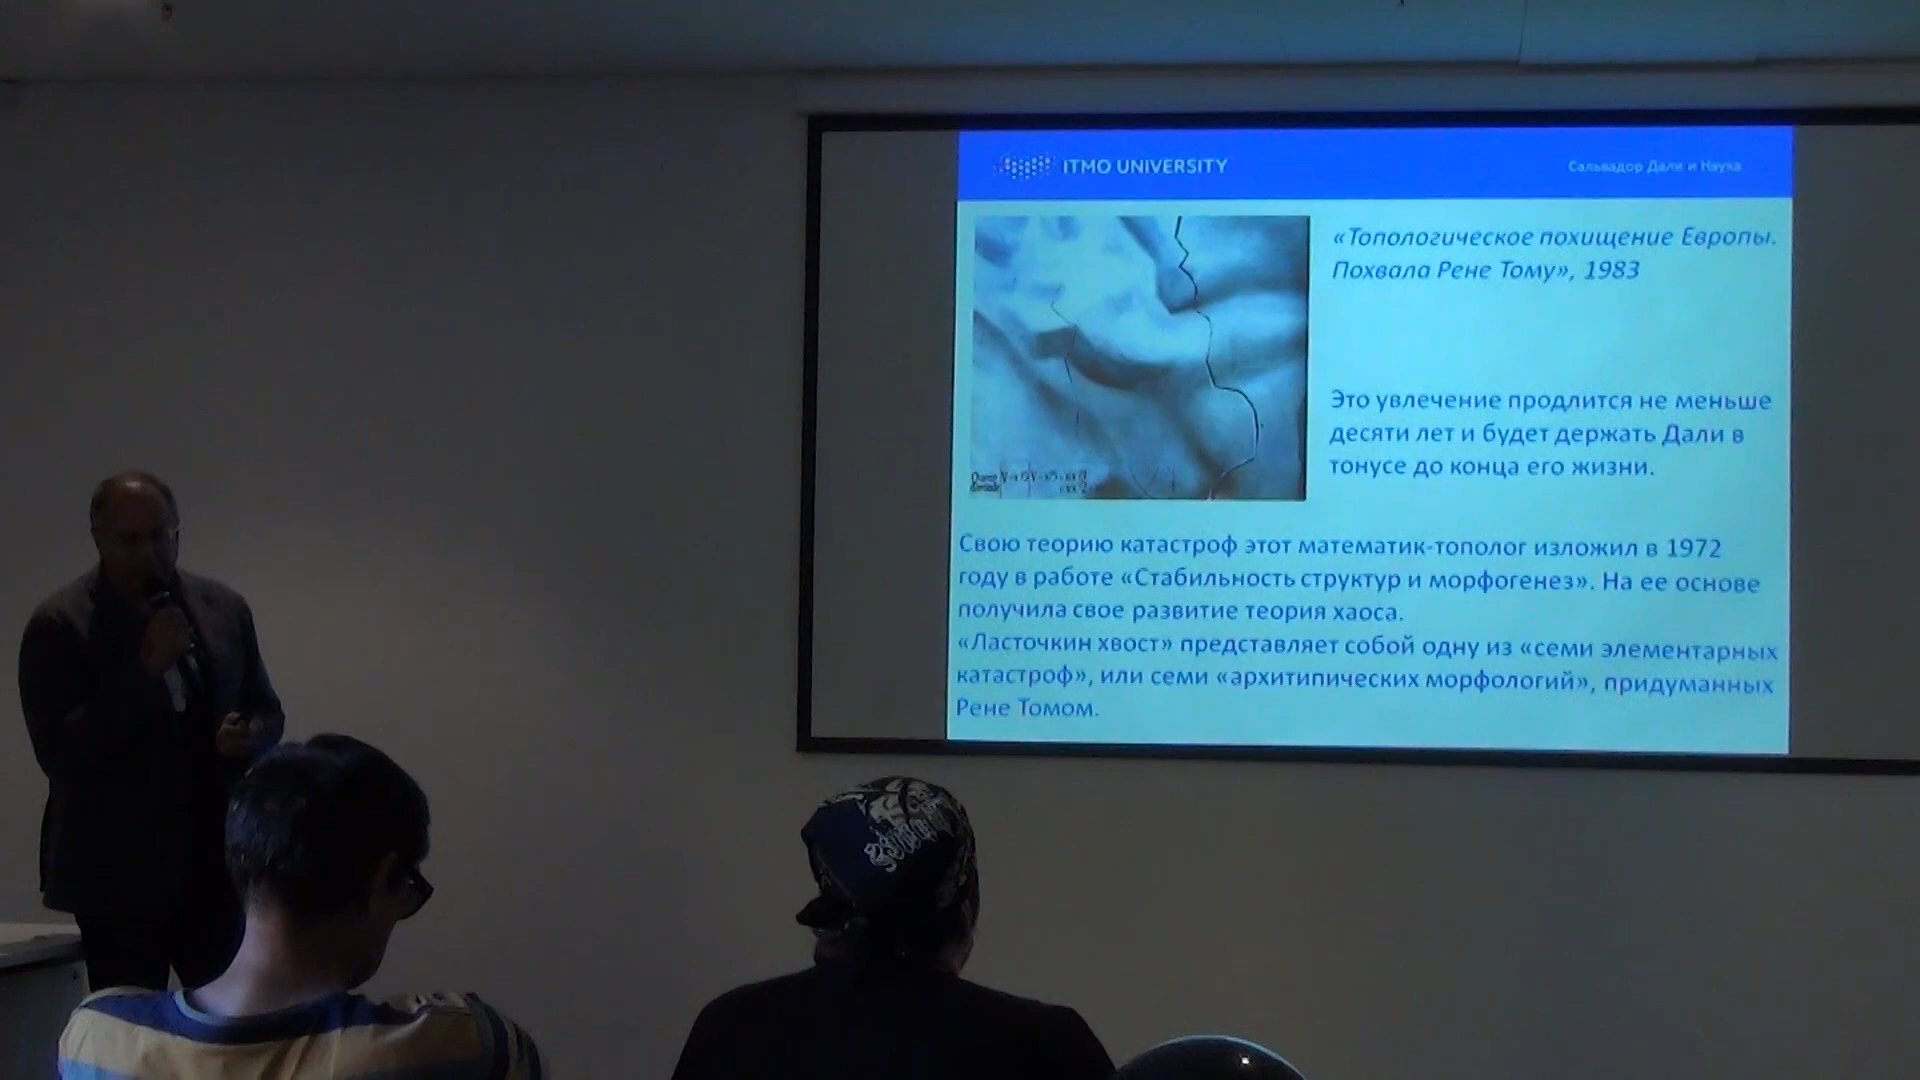 ITMO UNIVERSITY
Сальвадор Дали и Наука
«Топологическое похищение Европы.
Похвала Рене Тому», 1983
Это увлечение продлится не меньше
десяти лет и будет держать Дали в
тонусе до конца его жизни.
Свою теорию катастроф этот математик-тополог изложил в 1972
году в работе «Стабильность структур и морфогенез». На ее основе
получила свое развитие теория хаоса.
«Ласточкин хвост» представляет собой одну из «семи элементарных
катастроф», или семи «архитипических морфологий», придуманных
Рене Томом.